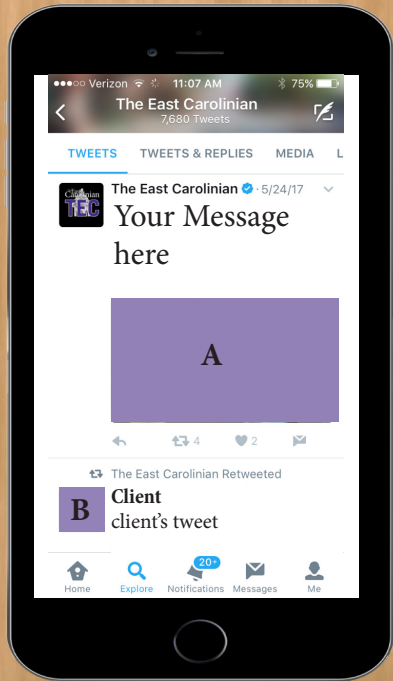 Verizon 11:07 AM 75%
The East Carolinian
7,680 Tweets
TWEETS TWEETS & REPLIES MEDIA L
Carolinian
TEC
The East Carolinian · 5/24/17
Your Message
here
A
4 2
The East Carolinian Retweeted
B
Client
client's tweet
20+
Home Explore Notifications Messages Me